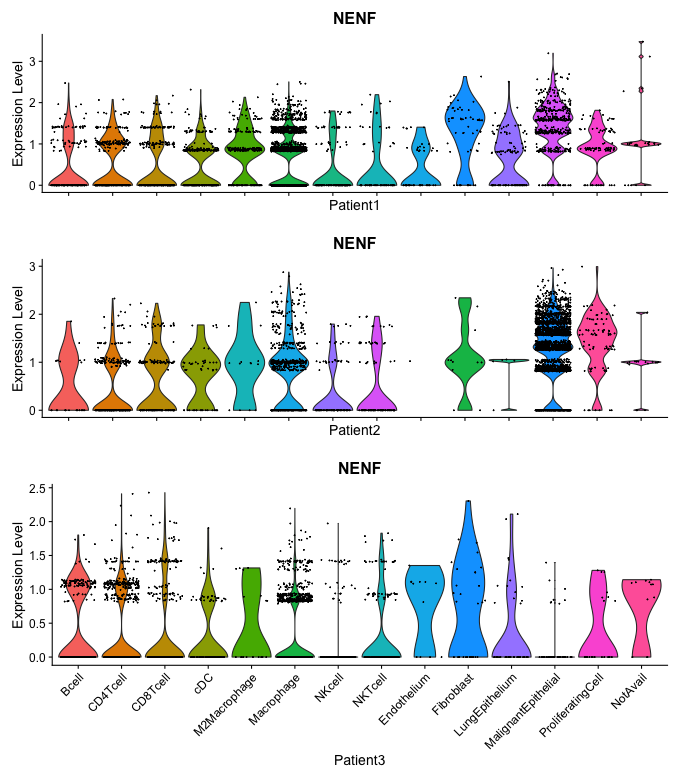 NENF
Expression Level
3
2
1
0
Patient1
NENF
Expression Level
3
2
1
0
Patient2
NENF
Expression Level
2.5
2.0
1.5
1.0
0.5
0.0
Bcell
CD4Tcell
CD8Tcell
cDC
M2Macrophage
Macrophage
NKcell
NKTcell
Endothelium
Fibroblast
LungEpithelium
MalignantEpithelial
ProliferatingCell
NotAvail
Patient3